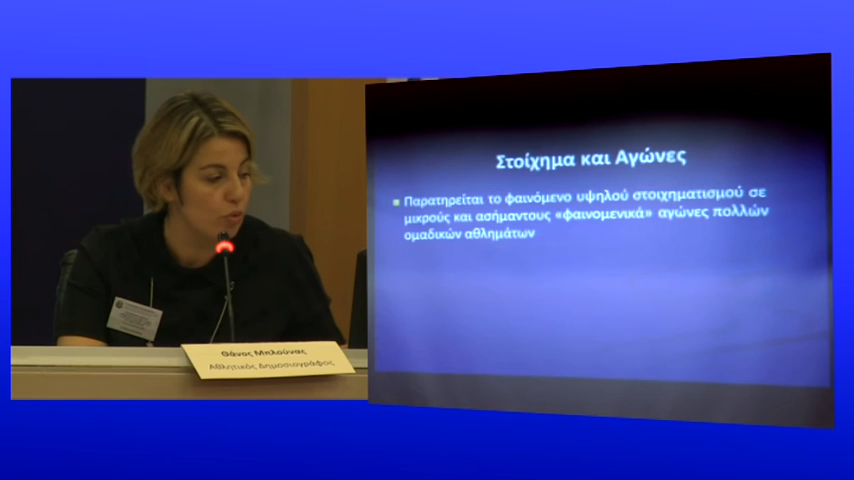 Στοίχημα και Αγώνες
Παρατηρείται το φαινόμενο υψηλού στοιχηματισμού σε
μικρούς και ασήμαντους «φαινομενικά» αγώνες πολλών
ομαδικών αθλημάτων
Θάνος Μπλούνας
Αθλητικός Δημοσιογράφος